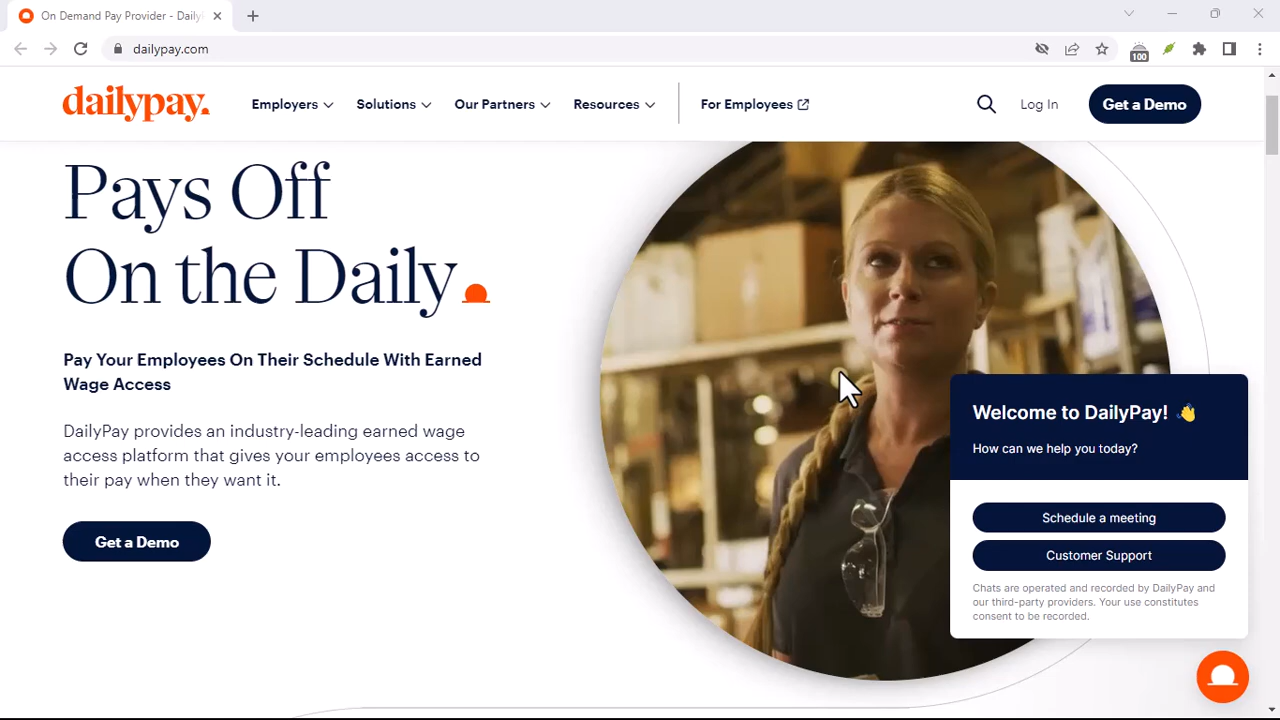 On Demand Pay Provider - Daily
dailypay.com
100
dailypay.
Employers
Solutions
Our Partners
Resources
For Employees
Log In
Get a Demo
Pays Off
On the Daily
Pay Your Employees On Their Schedule With Earned
Wage Access
DailyPay provides an industry-leading earned wage
access platform that gives your employees access to
their pay when they want it.
Get a Demo
Welcome to DailyPay! 👋
How can we help you today?
Schedule a meeting
Customer Support
Chats are operated and recorded by DailyPay and
our third-party providers. Your use constitutes
consent to be recorded.